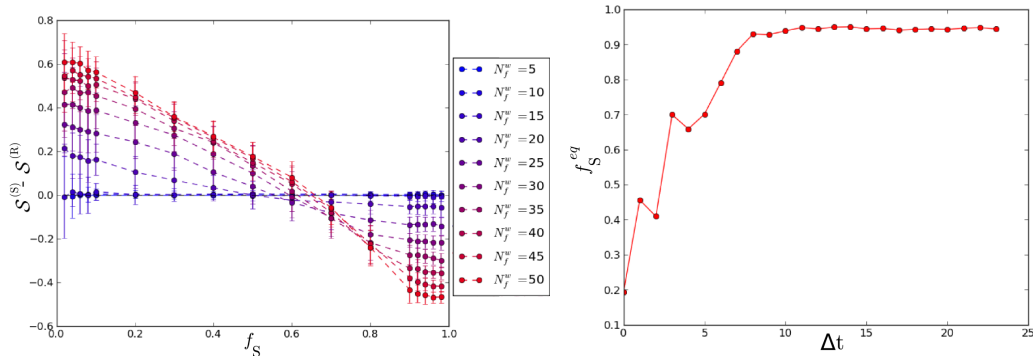 0.8
0.6
0.4
0.2
0.0
−0.2
−0.4
−0.6
S^(S) - S^(R)
0.0 0.2 0.4 0.6 0.8 1.0
f_S
N_f^w =5
N_f^w =10
N_f^w =15
N_f^w =20
N_f^w =25
N_f^w =30
N_f^w =35
N_f^w =40
N_f^w =45
N_f^w =50
1.0
0.9
0.8
0.7
0.6
0.5
0.4
0.3
0.2
0.1
f_S^eq
0 5 10 15 20 25
Δt